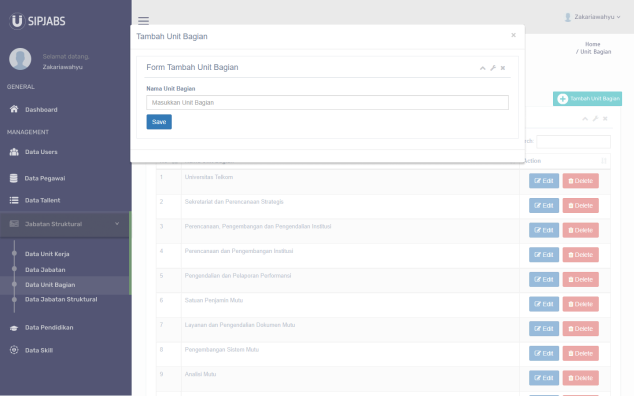 SIPJABS
Selamat datang,
Zakariawahyu
GENERAL
Dashboard
MANAGEMENT
Data Users
Data Pegawai
Data Tallent
Jabatan Struktural
Data Unit Kerja
Data Jabatan
Data Unit Bagian
Data Jabatan Struktural
Data Pendidikan
Data Skill
Zakariawahyu
Home
/ Unit Bagian
Tambah Unit Bagian
×
Form Tambah Unit Bagian
Nama Unit Bagian
Masukkan Unit Bagian
Save
Tambah Unit Bagian
Action
1 Universitas Telkom Edit Delete
2 Sekretariat dan Perencanaan Strategik Edit Delete
3 Perencanaan, Pengembangan dan Pengendalian Institusi Edit Delete
4 Perencanaan dan Pengembangan Institusi Edit Delete
5 Pengendalian dan Pelaporan Performansi Edit Delete
6 Satuan Penjamin Mutu Edit Delete
7 Layanan dan Pengendalian Dokumen Mutu Edit Delete
8 Pengembangan Sistem Mutu Edit Delete
9 Analisi Mutu Edit Delete